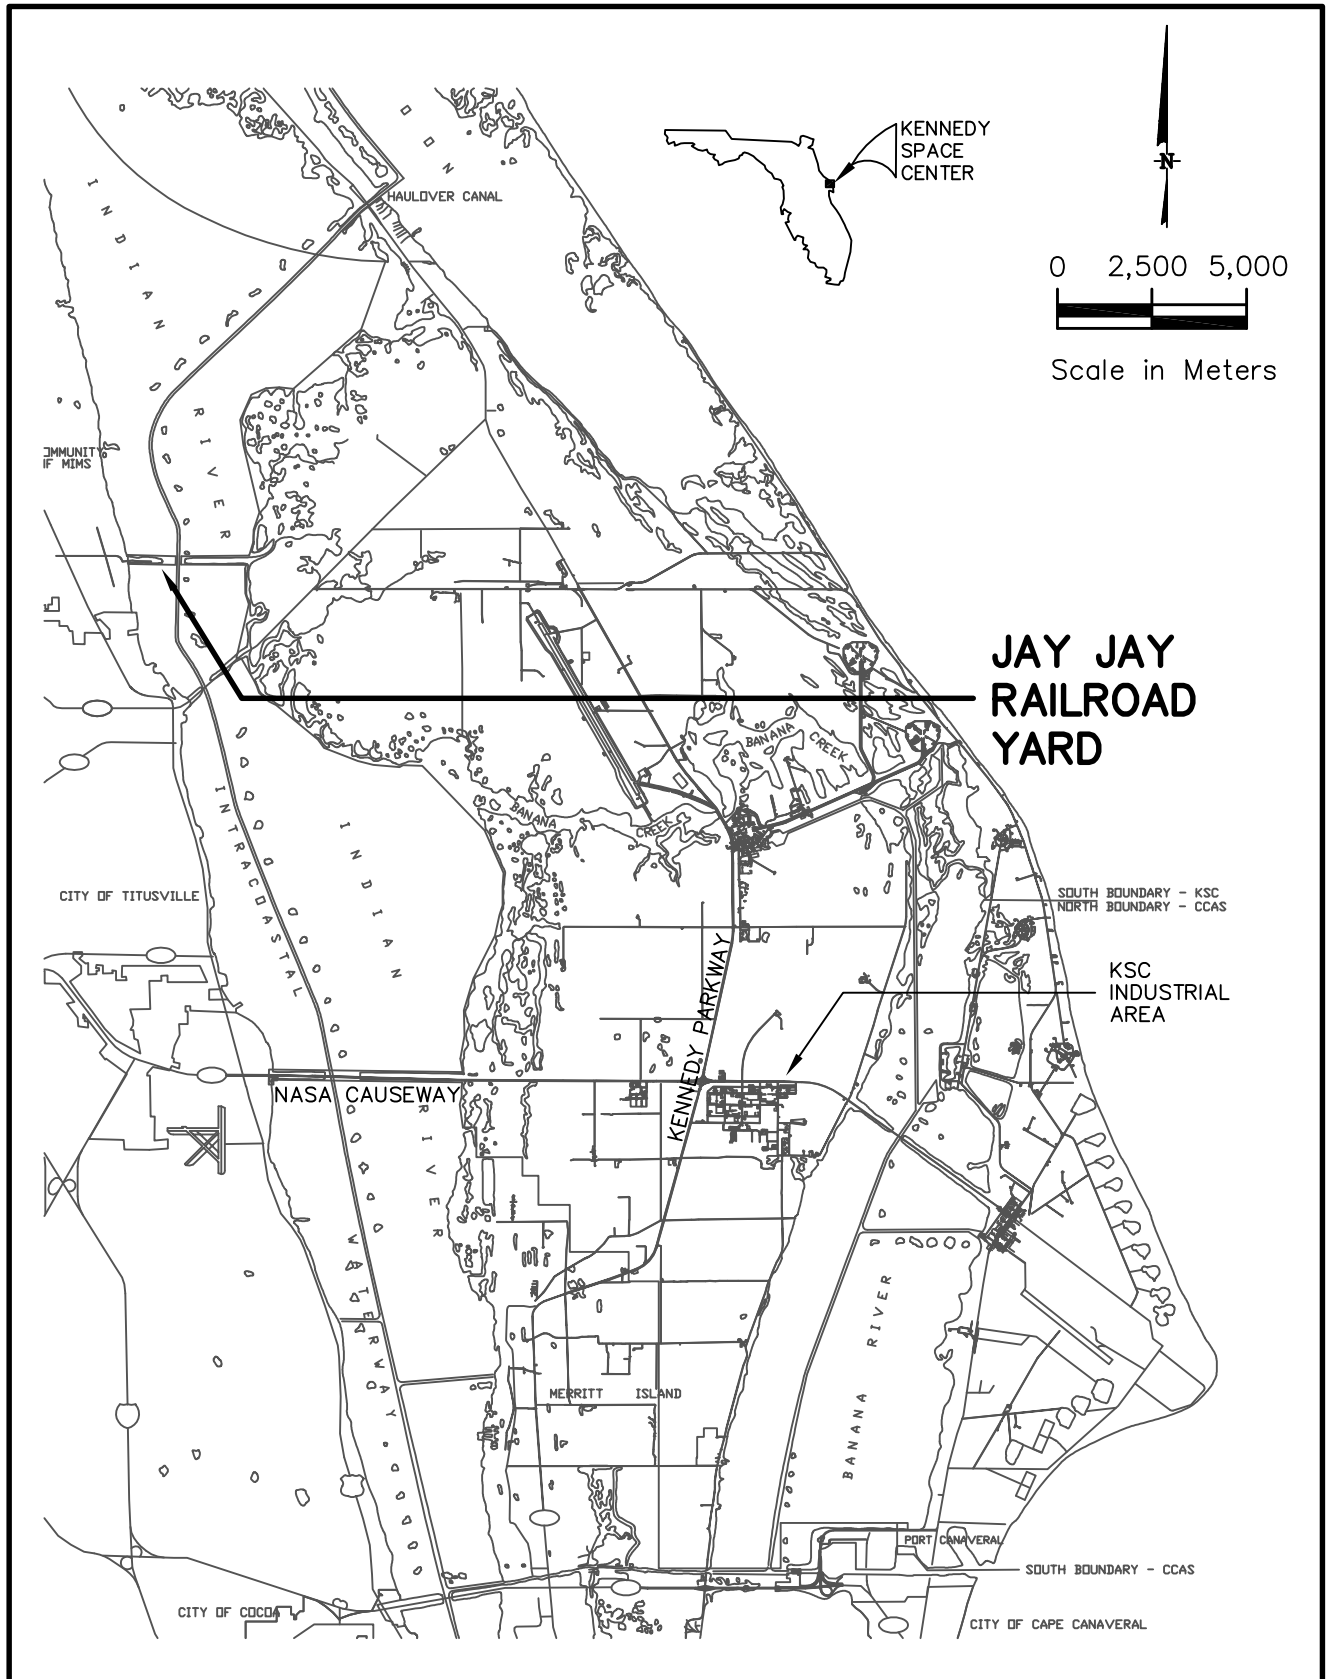 KENNEDY
SPACE
CENTER
N
0 2,500 5,000
Scale in Meters
HAULOVER CANAL
INDIAN
RIVER
OON
OMMUNITY
OF MIMS
JAY JAY
RAILROAD
YARD
BANANA
CREEK
BANANA
CREEK
INTRACOASTAL
INDIAN
CITY OF TITUSVILLE
SOUTH BOUNDARY - KSC
NORTH BOUNDARY - CCAS
KSC
INDUSTRIAL
AREA
KENNEDY PARKWAY
NASA CAUSEWAY
RIVER
WATERWAY
BANANA RIVER
MERRITT ISLAND
PORT CANAVERAL
SOUTH BOUNDARY - CCAS
CITY OF COCOA
CITY OF CAPE CANAVERAL